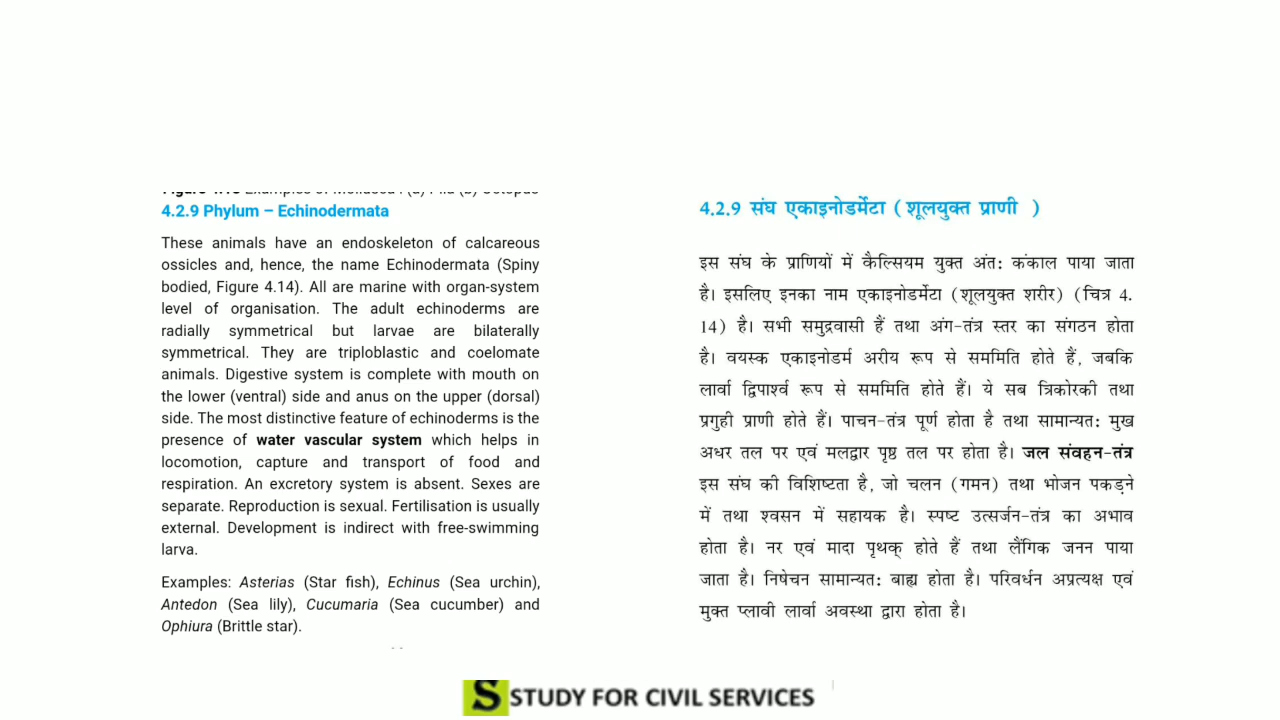 4.2.9 Phylum – Echinodermata
These animals have an endoskeleton of calcareous
ossicles and, hence, the name Echinodermata (Spiny
bodied, Figure 4.14). All are marine with organ-system
level of organisation. The adult echinoderms are
radially symmetrical but larvae are bilaterally
symmetrical. They are triploblastic and coelomate
animals. Digestive system is complete with mouth on
the lower (ventral) side and anus on the upper (dorsal)
side. The most distinctive feature of echinoderms is the
presence of water vascular system which helps in
locomotion, capture and transport of food and
respiration. An excretory system is absent. Sexes are
separate. Reproduction is sexual. Fertilisation is usually
external. Development is indirect with free-swimming
larva.
Examples: Asterias (Star fish), Echinus (Sea urchin),
Antedon (Sea lily), Cucumaria (Sea cucumber) and
Ophiura (Brittle star).
4.2.9 संघ एकाइनोडर्मेटा ( शूलयुक्त प्राणी )
इस संघ के प्राणियों में कैल्सियम युक्त अंत: कंकाल पाया जाता
है। इसलिए इनका नाम एकाइनोडर्मेटा (शूलयुक्त शरीर) (चित्र 4.
14) है। सभी समुद्रवासी हैं तथा अंग-तंत्र स्तर का संगठन होता
है। वयस्क एकाइनोडर्म अरीय रूप से सममिति होते हैं, जबकि
लार्वा द्विपार्श्व रूप से सममिति होते हैं। ये सब त्रिकोरकी तथा
प्रगुही प्राणी होते हैं। पाचन-तंत्र पूर्ण होता है तथा सामान्यत: मुख
अधर तल पर एवं मलद्वार पृष्ठ तल पर होता है। जल संवहन-तंत्र
इस संघ की विशिष्टता है, जो चलन (गमन) तथा भोजन पकड़ने
में तथा श्वसन में सहायक है। स्पष्ट उत्सर्जन-तंत्र का अभाव
होता है। नर एवं मादा पृथक् होते हैं तथा लैंगिक जनन पाया
जाता है। निषेचन सामान्यत: बाह्य होता है। परिवर्धन अप्रत्यक्ष एवं
मुक्त प्लावी लार्वा अवस्था द्वारा होता है।
S STUDY FOR CIVIL SERVICES